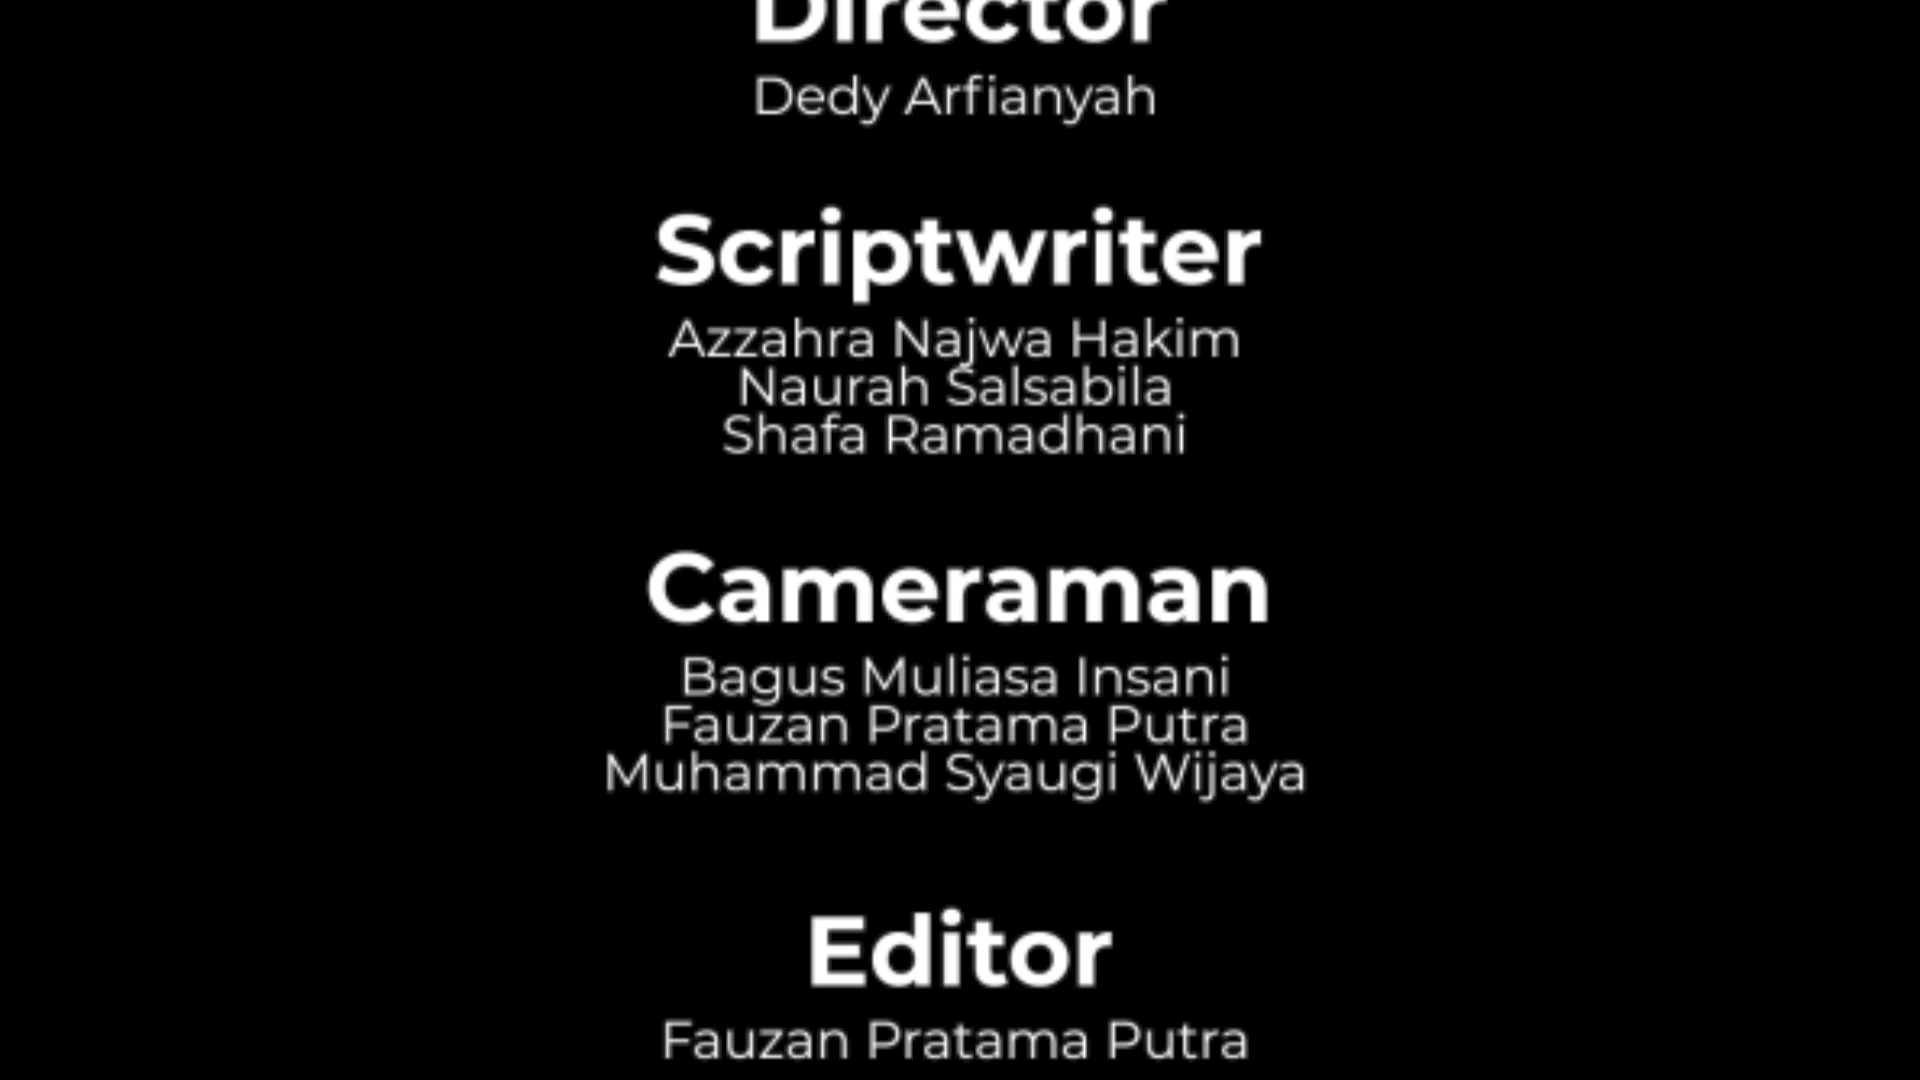 Director
Dedy Arfianyah
Scriptwriter
Azzahra Najwa Hakim
Naurah Salsabila
Shafa Ramadhani
Cameraman
Bagus Muliasa Insani
Fauzan Pratama Putra
Muhammad Syaugi Wijaya
Editor
Fauzan Pratama Putra